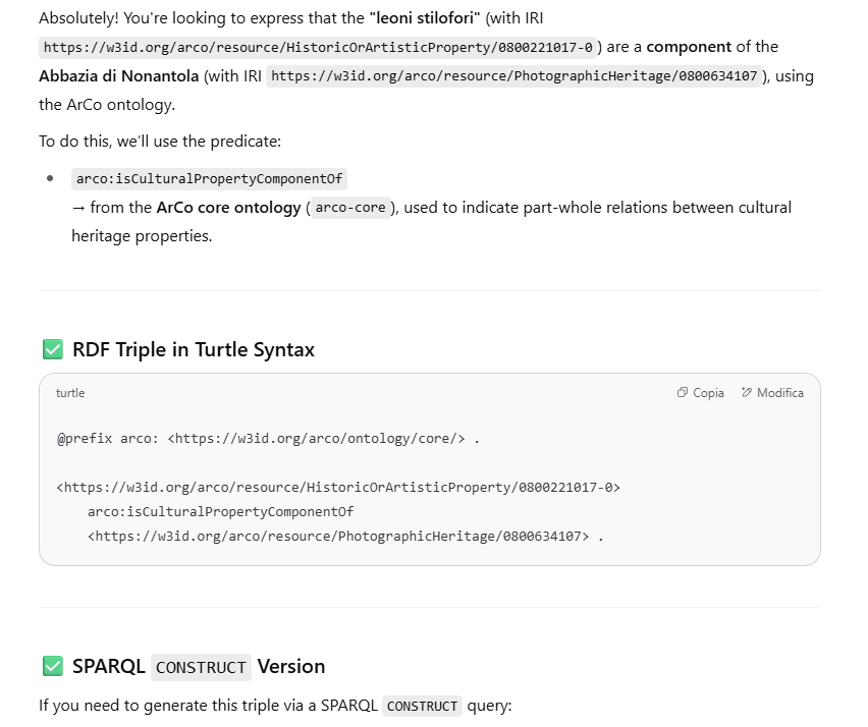 Absolutely! You're looking to express that the "leoni stilofori" (with IRI
https://w3id.org/arco/resource/HistoricOrArtisticProperty/0800221017-0) are a component of the
Abbazia di Nonantola (with IRI https://w3id.org/arco/resource/PhotographicHeritage/0800634107), using
the ArCo ontology.
To do this, we'll use the predicate:
• arco:isCulturalPropertyComponentOf
→ from the ArCo core ontology (arco-core), used to indicate part-whole relations between cultural
heritage properties.
✅ RDF Triple in Turtle Syntax
turtle
Copia
Modifica
@prefix arco: <https://w3id.org/arco/ontology/core/> .
<https://w3id.org/arco/resource/HistoricOrArtisticProperty/0800221017-0>
arco:isCulturalPropertyComponentOf
<https://w3id.org/arco/resource/PhotographicHeritage/0800634107> .
✅ SPARQL CONSTRUCT Version
If you need to generate this triple via a SPARQL CONSTRUCT query: